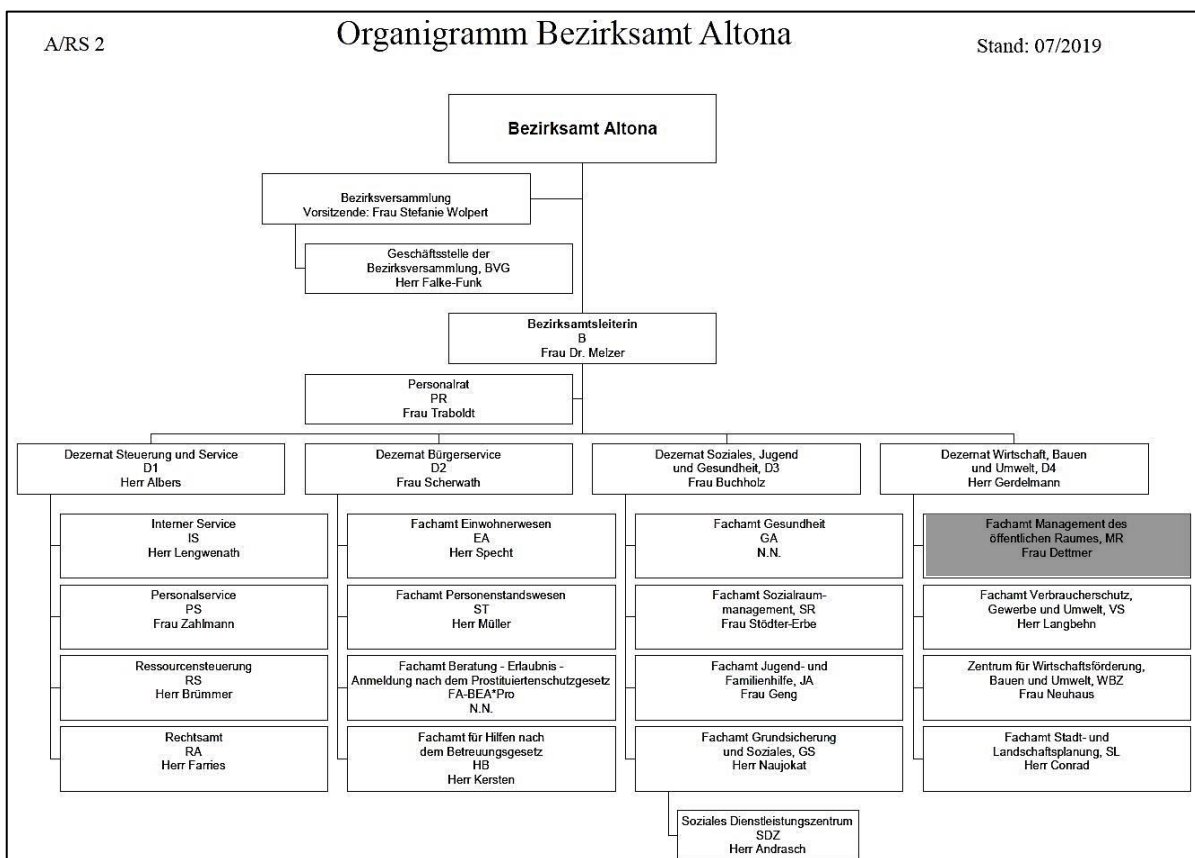 A/RS 2
Organigramm Bezirksamt Altona
Stand: 07/2019
Bezirksamt Altona
Bezirksversammlung
Vorsitzende: Frau Stefanie Wolpert
Geschäftsstelle der
Bezirksversammlung, BVG
Herr Falke-Funk
Bezirksamtsleiterin
B
Frau Dr. Melzer
Personalrat
PR
Frau Traboldt
Dezernat Steuerung und Service
D1
Herr Albers
Interner Service
IS
Herr Lengwenath
Personalservice
PS
Frau Zahlmann
Ressourcensteuerung
RS
Herr Brümmer
Rechtsamt
RA
Herr Farries
Dezernat Bürgerservice
D2
Frau Scherwath
Fachamt Einwohnerwesen
EA
Herr Specht
Fachamt Personenstandswesen
ST
Herr Müller
Fachamt Beratung - Erlaubnis -
Anmeldung nach dem Prostituiertenschutzgesetz
FA-BEA*Pro
N.N.
Fachamt für Hilfen nach
dem Betreuungsgesetz
HB
Herr Kersten
Dezernat Soziales, Jugend
und Gesundheit, D3
Frau Buchholz
Fachamt Gesundheit
GA
N.N.
Fachamt Sozialraum-
management, SR
Frau Stödter-Erbe
Fachamt Jugend- und
Familienhilfe, JA
Frau Geng
Fachamt Grundsicherung
und Soziales, GS
Herr Naujokat
Soziales Dienstleistungszentrum
SDZ
Herr Andrasch
Dezernat Wirtschaft, Bauen
und Umwelt, D4
Herr Gerdelmann
Fachamt Management des
öffentlichen Raumes, MR
Frau Dettmer
Fachamt Verbraucherschutz,
Gewerbe und Umwelt, VS
Herr Langbehn
Zentrum für Wirtschaftsförderung,
Bauen und Umwelt, WBZ
Frau Neuhaus
Fachamt Stadt- und
Landschaftsplanung, SL
Herr Conrad